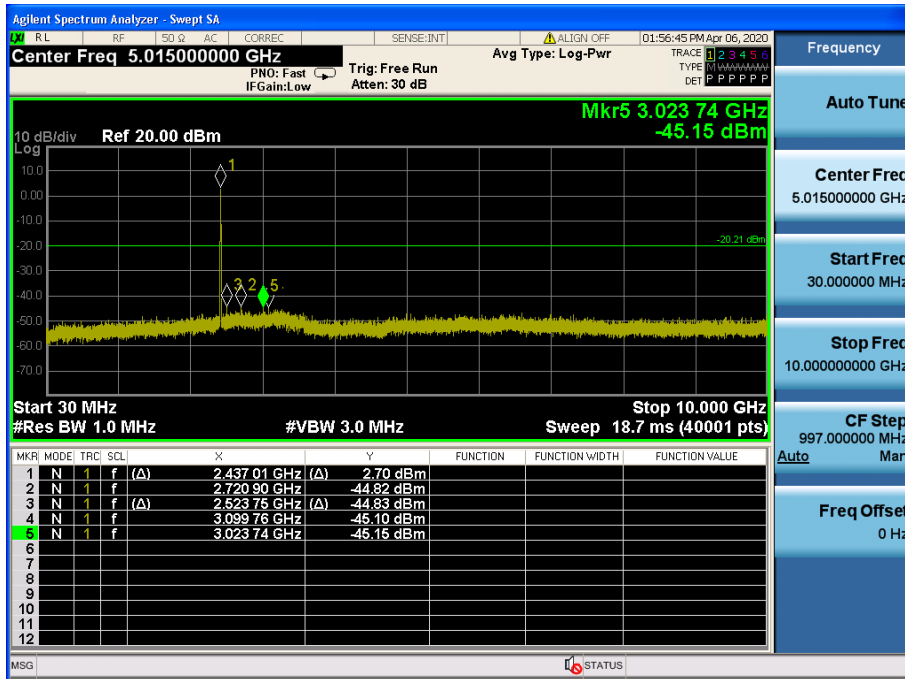 Agilent Spectrum Analyzer - Swept SA
LXI RL RF 50 Ω AC CORREC SENSE:INT ALIGN OFF 01:56:45 PM Apr 06, 2020
Center Freq 5.015000000 GHz
PNO: Fast
IFGain:Low
Trig: Free Run
Atten: 30 dB
Avg Type: Log-Pwr
TRACE 1 2 3 4 5 6
TYPE M WWWWW
DET P P P P P P
Frequency
Mkr5 3.023 74 GHz
-45.15 dBm
10 dB/div Ref 20.00 dBm
Log
10.0
0.00
-10.0
-20.0
-30.0
-40.0
-50.0
-60.0
-70.0
1
3 2 5
-20.21 dBm
Start 30 MHz Stop 10.000 GHz
#Res BW 1.0 MHz #VBW 3.0 MHz Sweep 18.7 ms (40001 pts)
MKR MODE TRC SCL X Y FUNCTION FUNCTION WIDTH FUNCTION VALUE
1 N 1 f (Δ) 2.437 01 GHz (Δ) 2.70 dBm
2 N 1 f 2.720 90 GHz -44.82 dBm
3 N 1 f (Δ) 2.523 75 GHz (Δ) -44.83 dBm
4 N 1 f 3.099 76 GHz -45.10 dBm
5 N 1 f 3.023 74 GHz -45.15 dBm
6
7
8
9
10
11
12
MSG STATUS
Auto Tune
Center Freq
5.015000000 GHz
Start Freq
30.000000 MHz
Stop Freq
10.000000000 GHz
CF Step
997.000000 MHz
Auto Man
Freq Offset
0 Hz